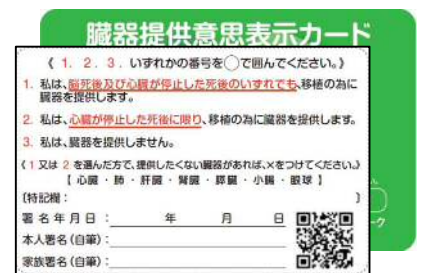 臓器提供意思表示カード
《 1. 2. 3. いずれかの番号を○で囲んでください。》
1. 私は、脳死後及び心臓が停止した死後のいずれでも、移植の為に
臓器を提供します。
2. 私は、心臓が停止した死後に限り、移植の為に臓器を提供します。
3. 私は、臓器を提供しません。
《1 又は 2 を選んだ方で、提供したくない臓器があれば、×をつけてください。》
【 心臓 ・ 肺 ・ 肝臓 ・ 腎臓 ・ 膵臓 ・ 小腸 ・ 眼球 】
〔特記欄: 〕
署名年月日: 年 月 日
本人署名(自筆):
家族署名(自筆):